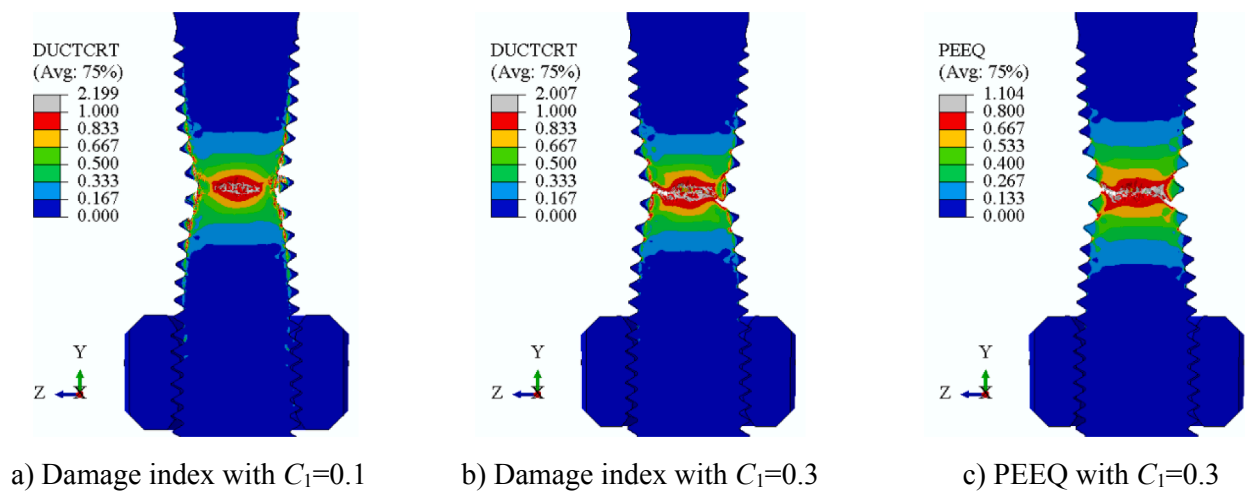 DUCTCRT
(Avg: 75%)
2.199
1.000
0.833
0.667
0.500
0.333
0.167
0.000
Y
Z
X
a) Damage index with C1=0.1
DUCTCRT
(Avg: 75%)
2.007
1.000
0.833
0.667
0.500
0.333
0.167
0.000
Y
Z
X
b) Damage index with C1=0.3
PEEQ
(Avg: 75%)
1.104
0.800
0.667
0.533
0.400
0.267
0.133
0.000
Y
Z
X
c) PEEQ with C1=0.3